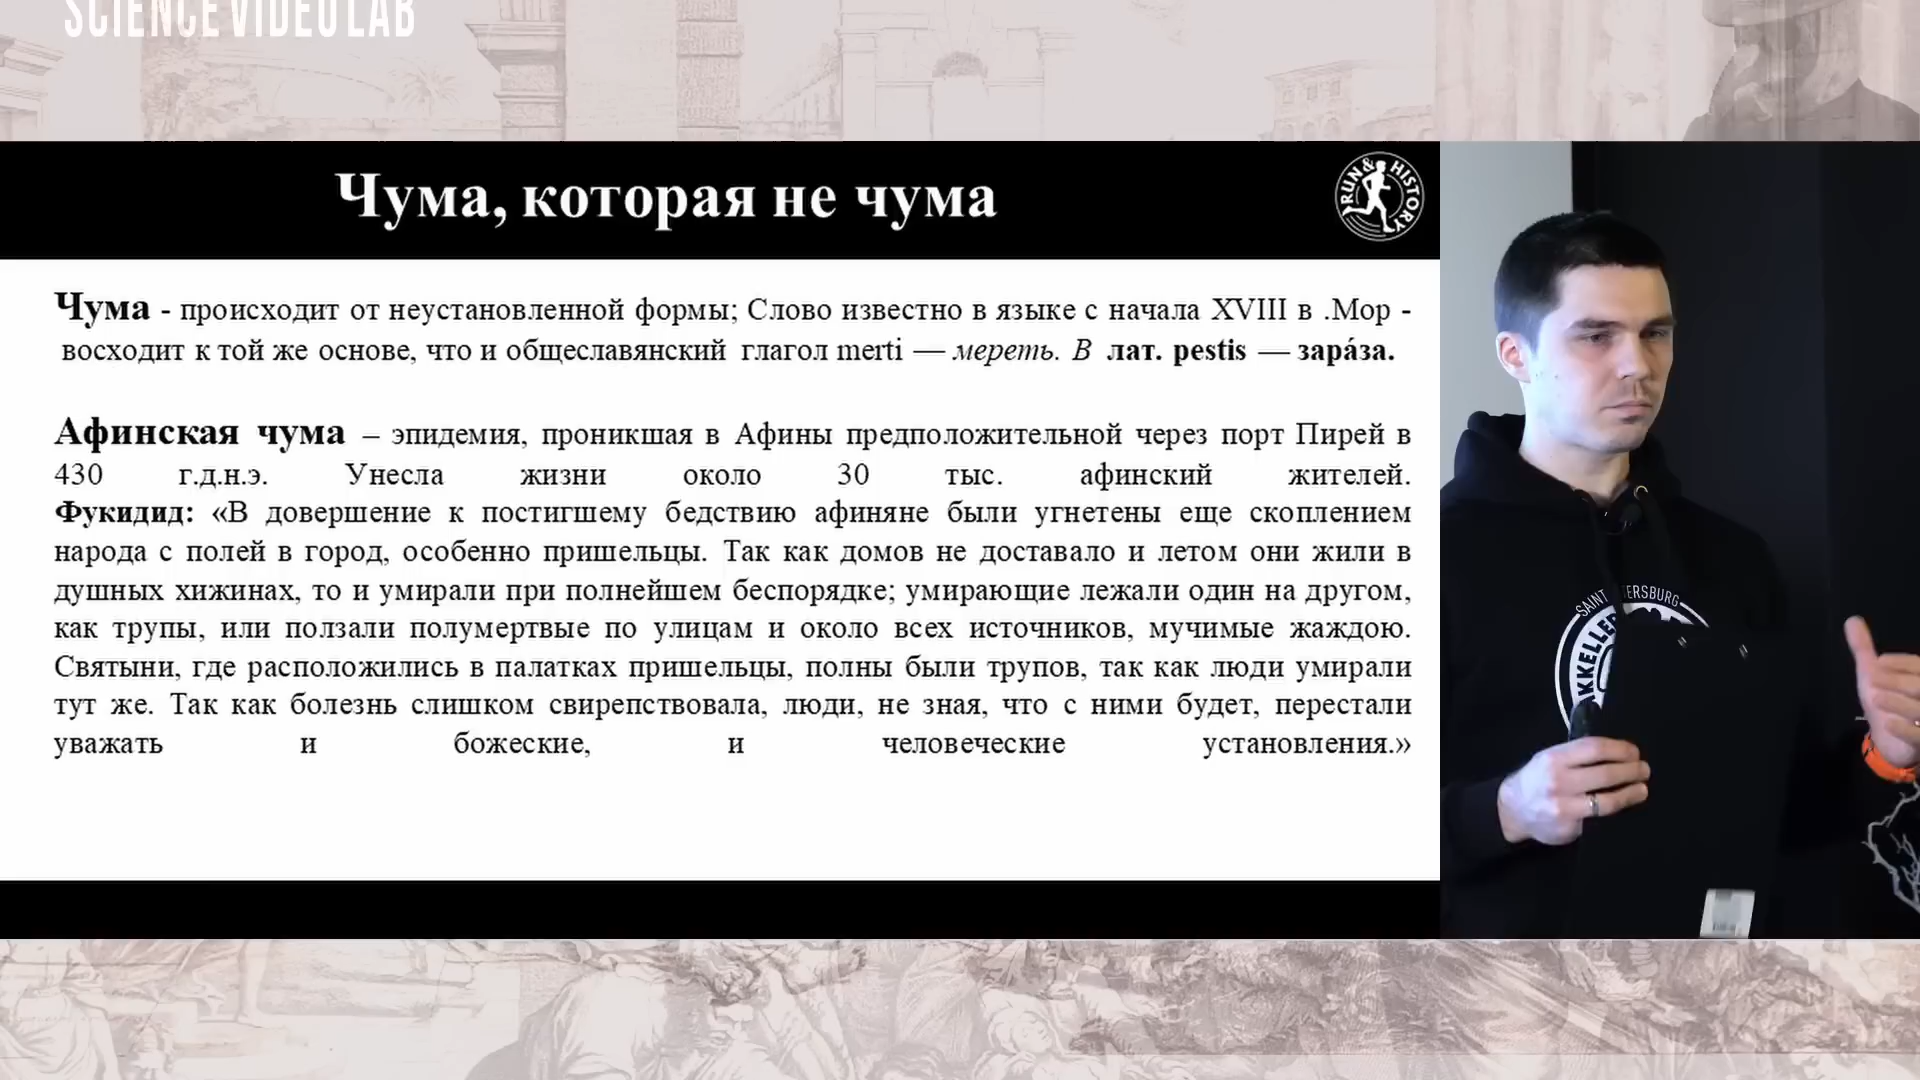 SCIENCE VIDEO LAB
Чума, которая не чума
RUN & HISTORY
Чума - происходит от неустановленной формы; Слово известно в языке с начала XVIII в .Мор -
восходит к той же основе, что и общеславянский глагол merti — мереть. В лат. pestis — зарáза.
Афинская чума – эпидемия, проникшая в Афины предположительной через порт Пирей в
430 г.д.н.э. Унесла жизни около 30 тыс. афинский жителей.
Фукидид: «В довершение к постигшему бедствию афиняне были угнетены еще скоплением
народа с полей в город, особенно пришельцы. Так как домов не доставало и летом они жили в
душных хижинах, то и умирали при полнейшем беспорядке; умирающие лежали один на другом,
как трупы, или ползали полумертвые по улицам и около всех источников, мучимые жаждою.
Святыни, где расположились в палатках пришельцы, полны были трупов, так как люди умирали
тут же. Так как болезнь слишком свирепствовала, люди, не зная, что с ними будет, перестали
уважать и божеские, и человеческие установления.»
SAINT